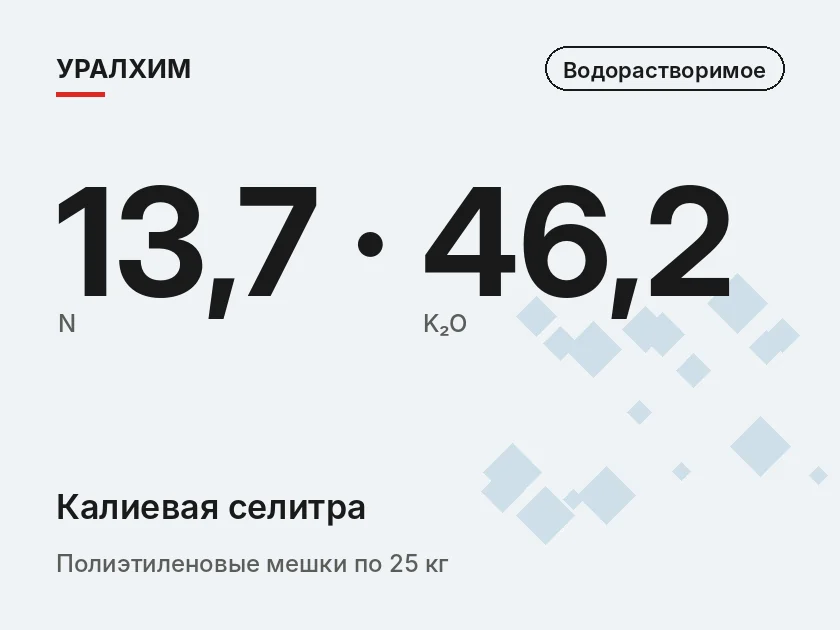 УРАЛХИМ
Водорастворимое
13,7 · 46,2
N
K₂O
Калиевая селитра
Полиэтиленовые мешки по 25 кг